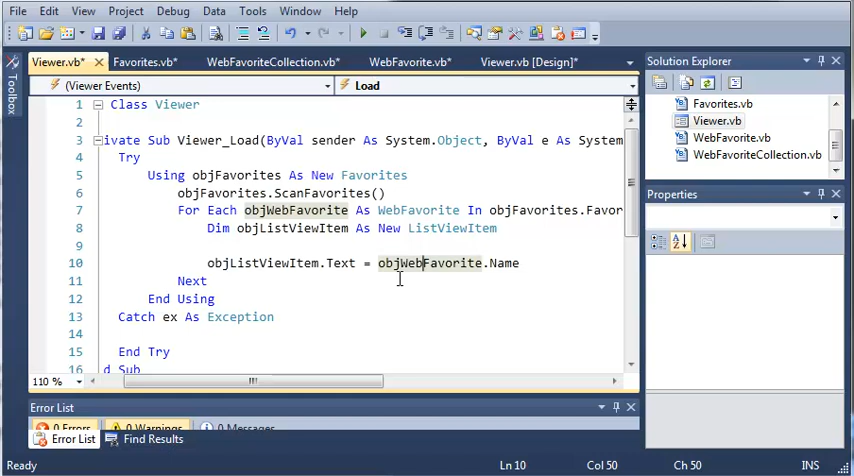 File Edit View Project Debug Data Tools Window Help
Viewer.vb* Favorites.vb* WebFavoriteCollection.vb* WebFavorite.vb* Viewer.vb [Design]*
(Viewer Events) Load
1 Class Viewer
2
3 ivate Sub Viewer_Load(ByVal sender As System.Object, ByVal e As System
4 Try
5 Using objFavorites As New Favorites
6 objFavorites.ScanFavorites()
7 For Each objWebFavorite As WebFavorite In objFavorites.Favor
8 Dim objListViewItem As New ListViewItem
9
10 objListViewItem.Text = objWebFavorite.Name
11 Next
12 End Using
13 Catch ex As Exception
14
15 End Try
16 d Sub
110 %
Toolbox
Solution Explorer
Favorites.vb
Viewer.vb
WebFavorite.vb
WebFavoriteCollection.vb
Properties
Error List
0 Errors 0 Warnings 0 Messages
Error List Find Results
Ready Ln 10 Col 50 Ch 50 INS